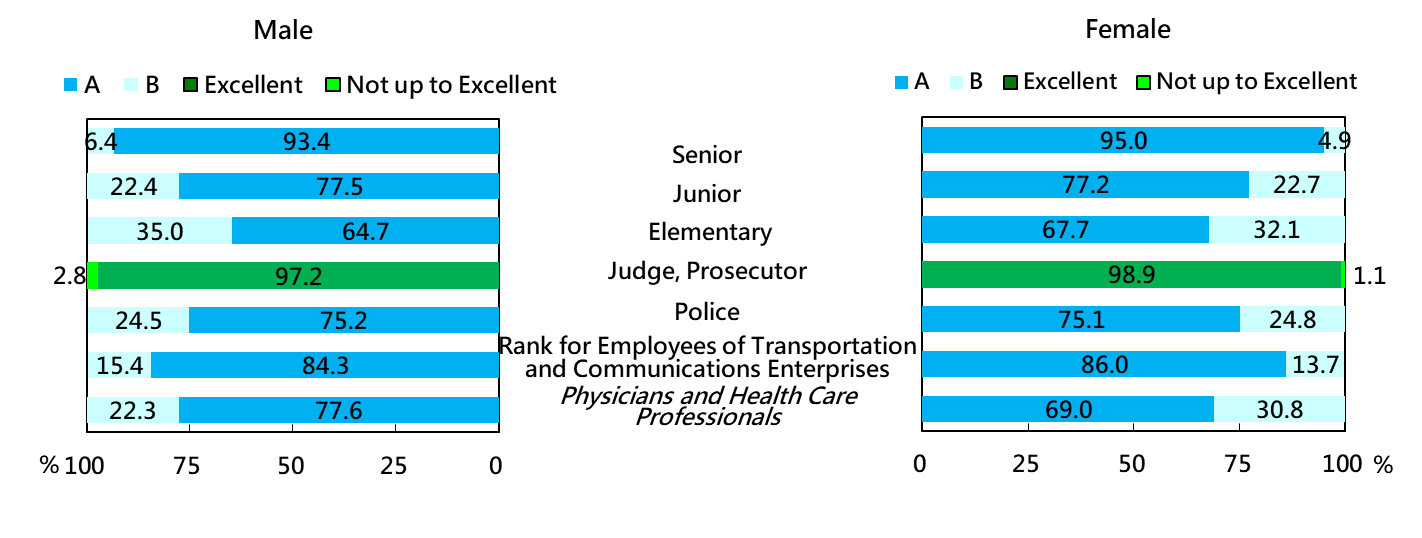 Male
A B Excellent Not up to Excellent
6.4 93.4
22.4 77.5
35.0 64.7
2.8 97.2
24.5 75.2
15.4 84.3
22.3 77.6
% 100 75 50 25 0
Senior
Junior
Elementary
Judge, Prosecutor
Police
Rank for Employees of Transportation
and Communications Enterprises
Physicians and Health Care
Professionals
Female
A B Excellent Not up to Excellent
95.0 4.9
77.2 22.7
67.7 32.1
98.9 1.1
75.1 24.8
86.0 13.7
69.0 30.8
0 25 50 75 100 %